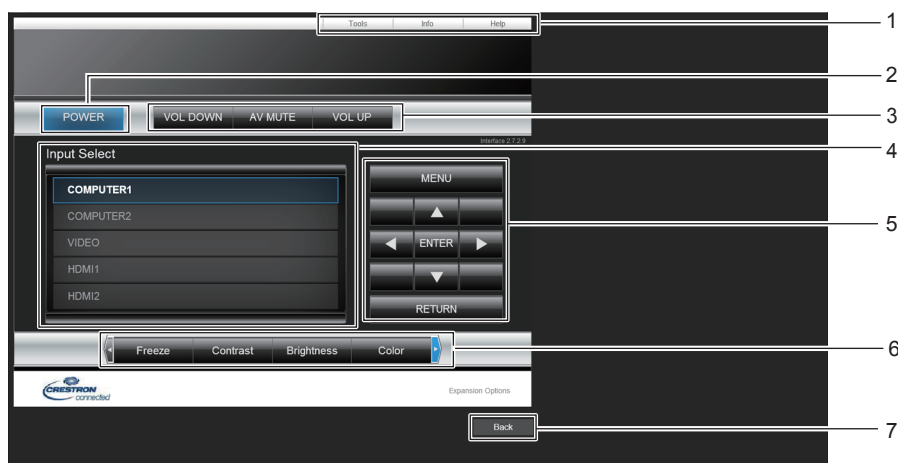 Tools Info Help
1
2
POWER VOL DOWN AV MUTE VOL UP
3
Interface 2.7.2.9
4
Input Select
MENU
COMPUTER1
COMPUTER2
5
VIDEO
ENTER
HDMI1
HDMI2
RETURN
Freeze Contrast Brightness Color
6
CRESTRON
connected
Expansion Options
Back
7